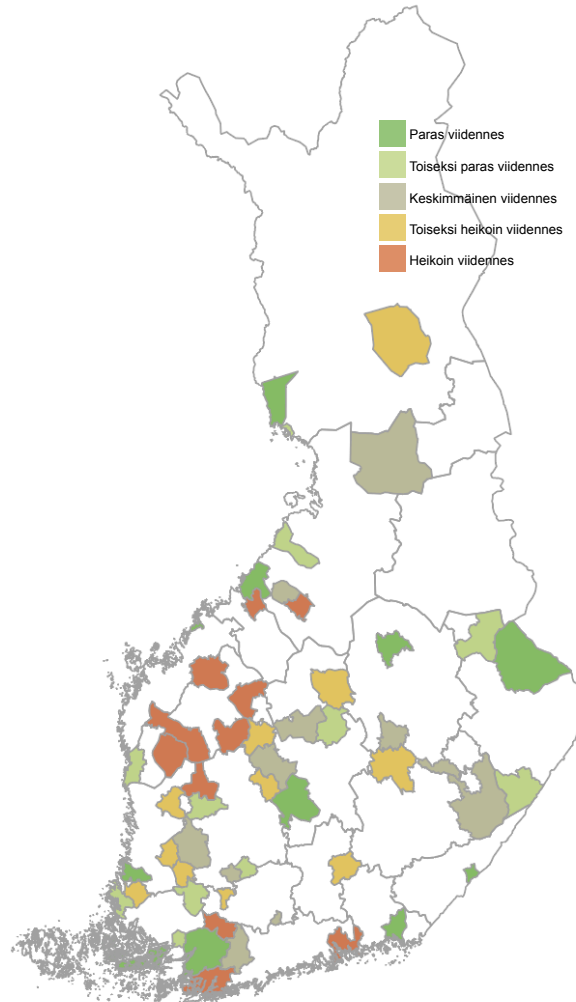 Paras viidennes
Toiseksi paras viidennes
Keskimmäinen viidennes
Toiseksi heikoin viidennes
Heikoin viidennes